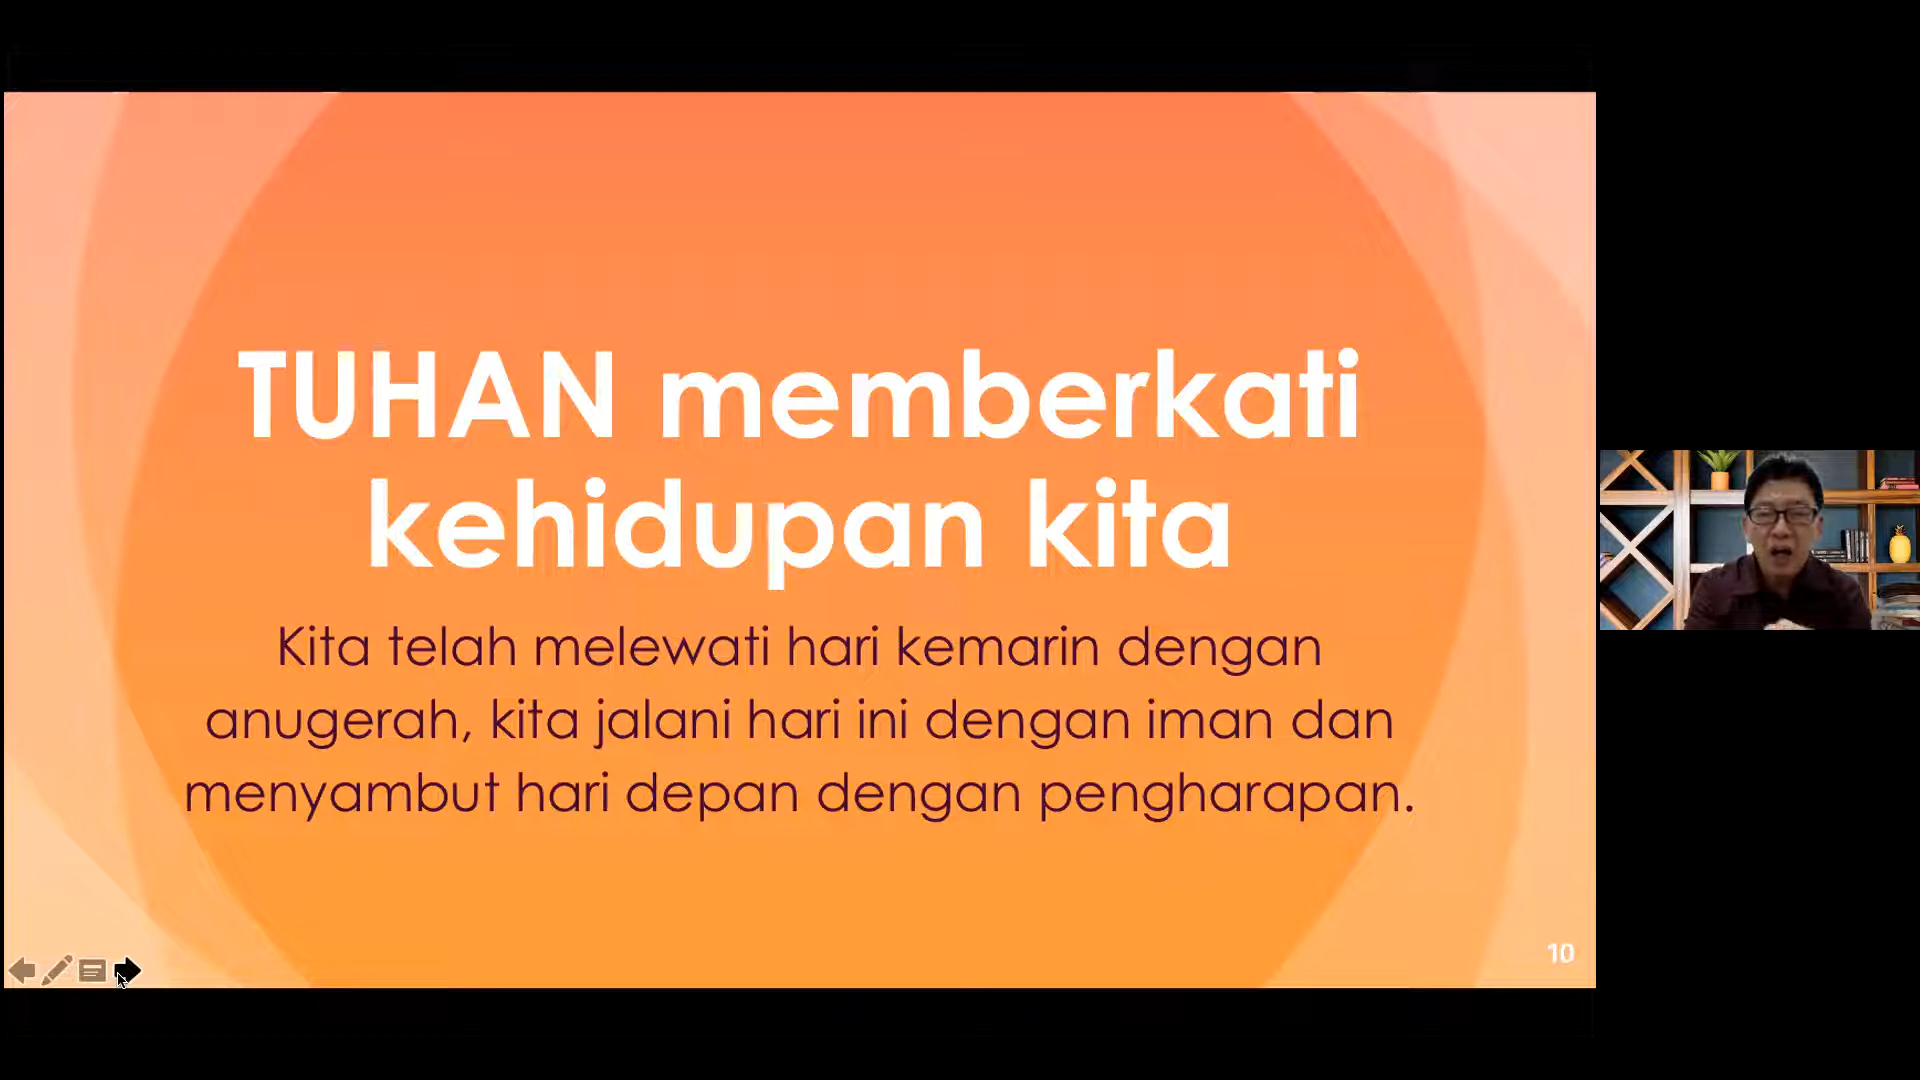 TUHAN memberkati
kehidupan kita
Kita telah melewati hari kemarin dengan
anugerah, kita jalani hari ini dengan iman dan
menyambut hari depan dengan pengharapan.
10